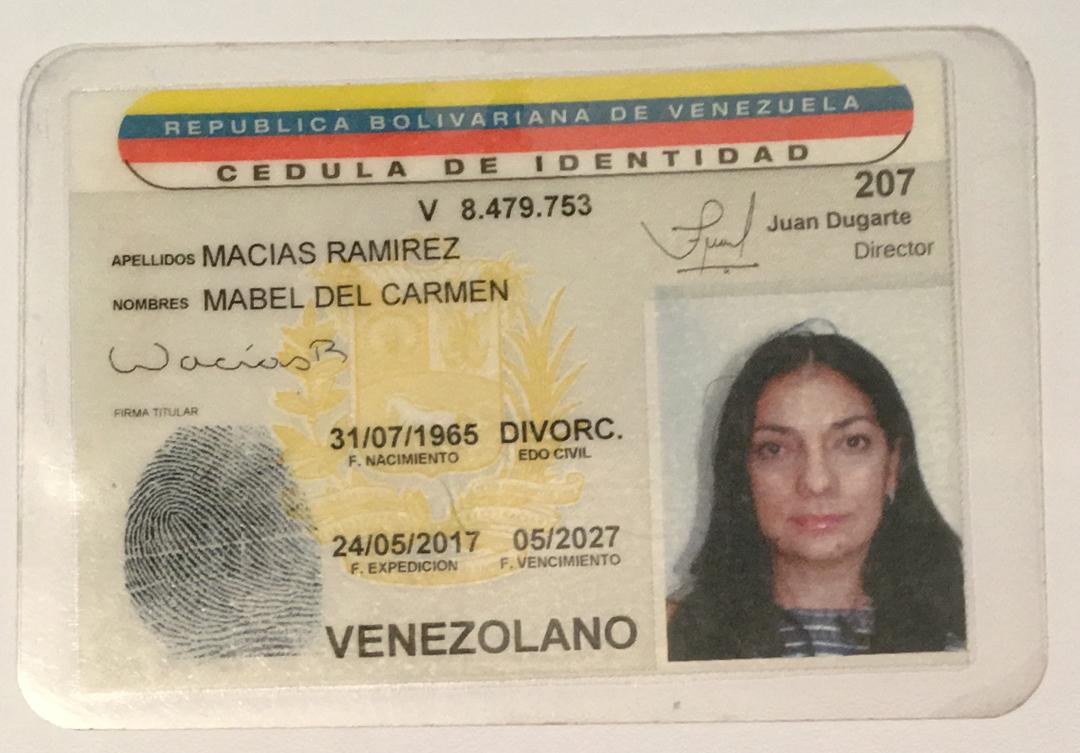 REPUBLICA BOLIVARIANA DE VENEZUELA
CEDULA DE IDENTIDAD
207
V 8.479.753
Juan Dugarte
Director
APELLIDOS MACIAS RAMIREZ
NOMBRES MABEL DEL CARMEN
FIRMA TITULAR
31/07/1965 DIVORC.
F. NACIMIENTO EDO CIVIL
24/05/2017 05/2027
F. EXPEDICION F. VENCIMIENTO
VENEZOLANO